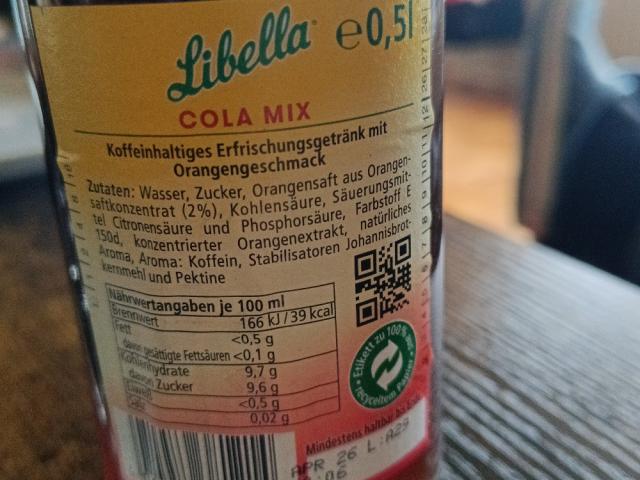 Libella
e 0,5l
COLA MIX
Koffeinhaltiges Erfrischungsgetränk mit
Orangengeschmack
Zutaten: Wasser, Zucker, Orangensaft aus Orangen-
saftkonzentrat (2%), Kohlensäure, Säuerungsmit-
tel Citronensäure und Phosphorsäure, Farbstoff E
150d, konzentrierter Orangenextrakt, natürliches
Aroma, Aroma: Koffein, Stabilisatoren Johannisbrot-
kernmehl und Pektine
Nährwertangaben je 100 ml
Brennwert 166 kJ / 39 kcal
Fett <0,5 g
davon gesättigte Fettsäuren <0,1 g
Kohlenhydrate 9,7 g
davon Zucker 9,6 g
Eiweiß <0,5 g
Salz 0,02 g
Etikett zu 100% aus
recyceltem Papier
Mindestens haltbar bis Ende
APR 26 L:A29